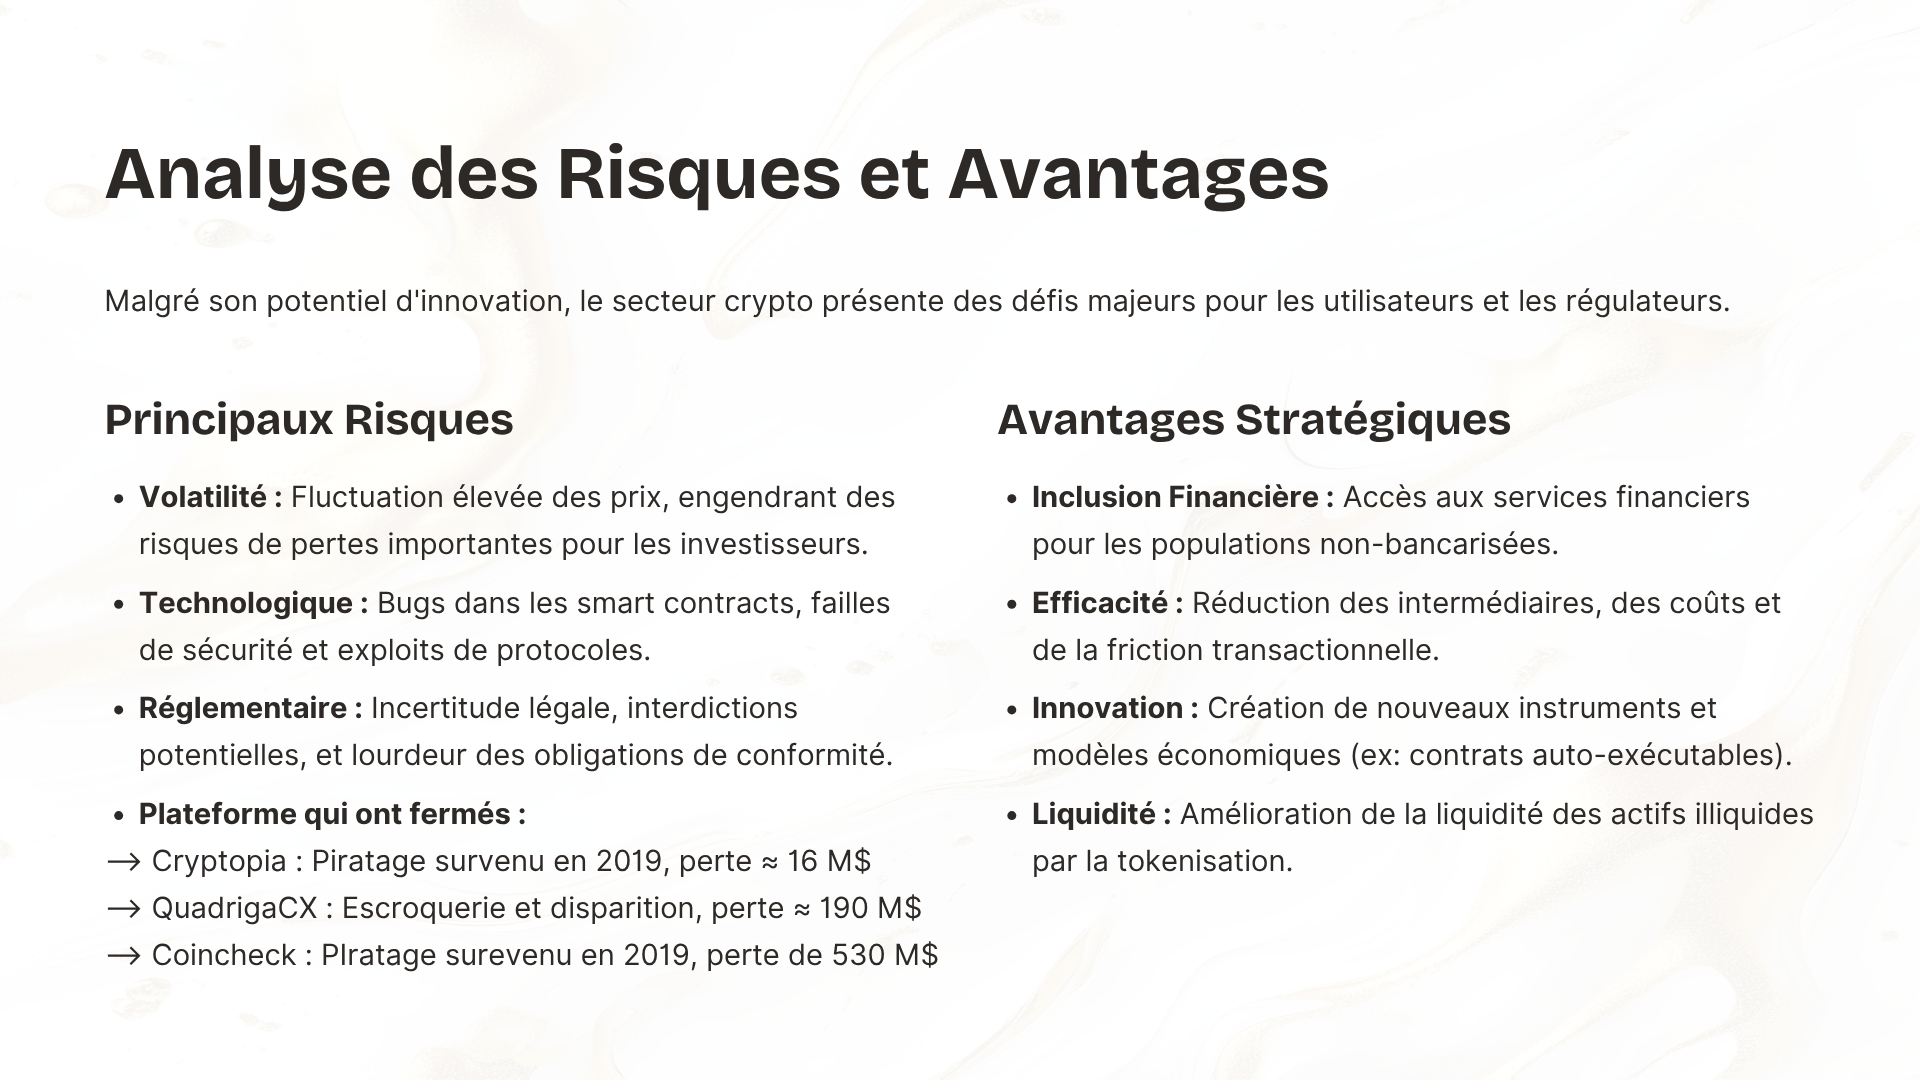 Analyse des Risques et Avantages
Malgré son potentiel d'innovation, le secteur crypto présente des défis majeurs pour les utilisateurs et les régulateurs.
Principaux Risques
• Volatilité : Fluctuation élevée des prix, engendrant des
risques de pertes importantes pour les investisseurs.
• Technologique : Bugs dans les smart contracts, failles
de sécurité et exploits de protocoles.
• Réglementaire : Incertitude légale, interdictions
potentielles, et lourdeur des obligations de conformité.
• Plateforme qui ont fermés :
→ Cryptopia : Piratage survenu en 2019, perte ≈ 16 M$
→ QuadrigaCX : Escroquerie et disparition, perte ≈ 190 M$
→ Coincheck : PIratage surevenu en 2019, perte de 530 M$
Avantages Stratégiques
• Inclusion Financière : Accès aux services financiers
pour les populations non-bancarisées.
• Efficacité : Réduction des intermédiaires, des coûts et
de la friction transactionnelle.
• Innovation : Création de nouveaux instruments et
modèles économiques (ex: contrats auto-exécutables).
• Liquidité : Amélioration de la liquidité des actifs illiquides
par la tokenisation.